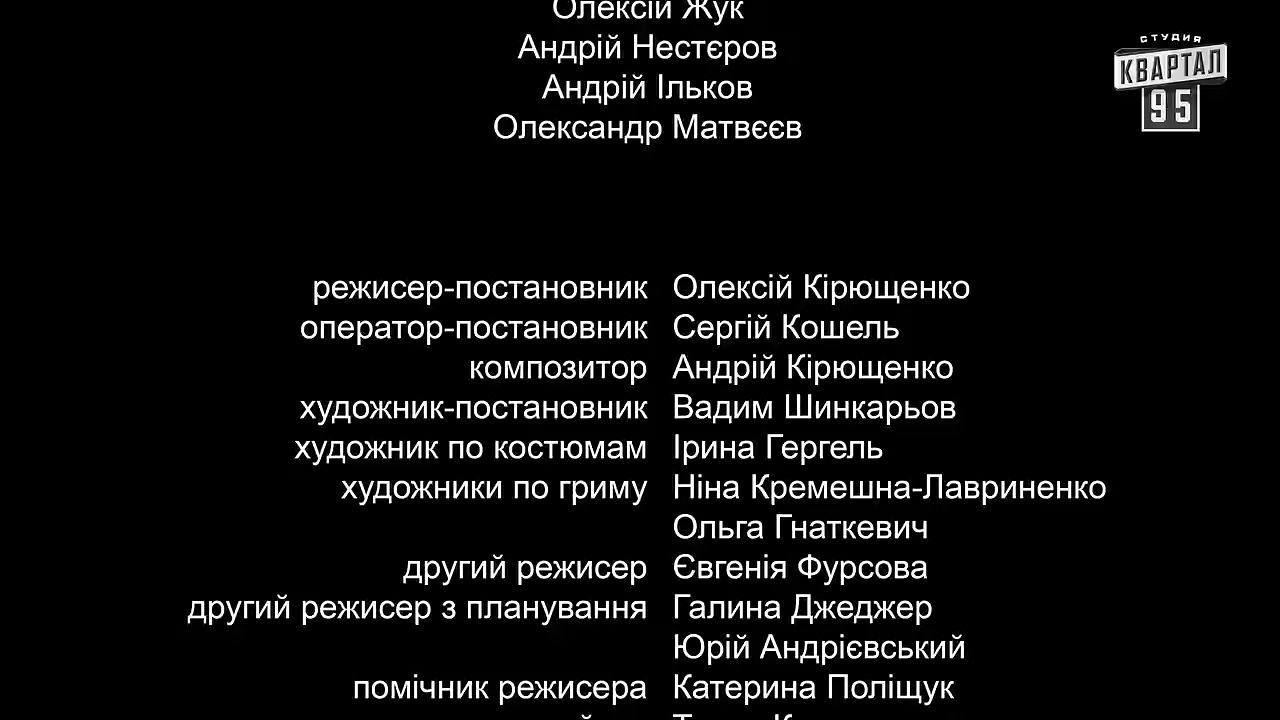 Олексій Жук
Андрій Нестєров
Андрій Ільков
Олександр Матвєєв
СТУДИЯ
КВАРТАЛ
95
режисер-постановник Олексій Кірющенко
оператор-постановник Сергій Кошель
композитор Андрій Кірющенко
художник-постановник Вадим Шинкарьов
художник по костюмам Ірина Гергель
художники по гриму Ніна Кремешна-Лавриненко
Ольга Гнаткевич
другий режисер Євгенія Фурсова
другий режисер з планування Галина Джеджер
Юрій Андрієвський
помічник режисера Катерина Поліщук